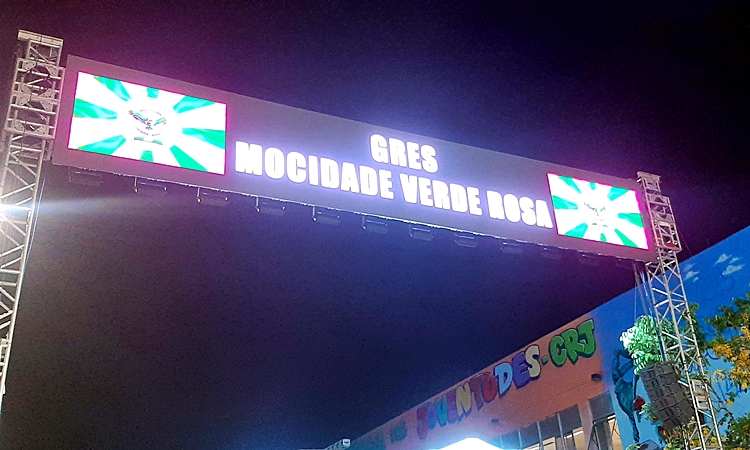 GRES
MOCIDADE VERDE ROSA
JUVENTUDES-CRJ